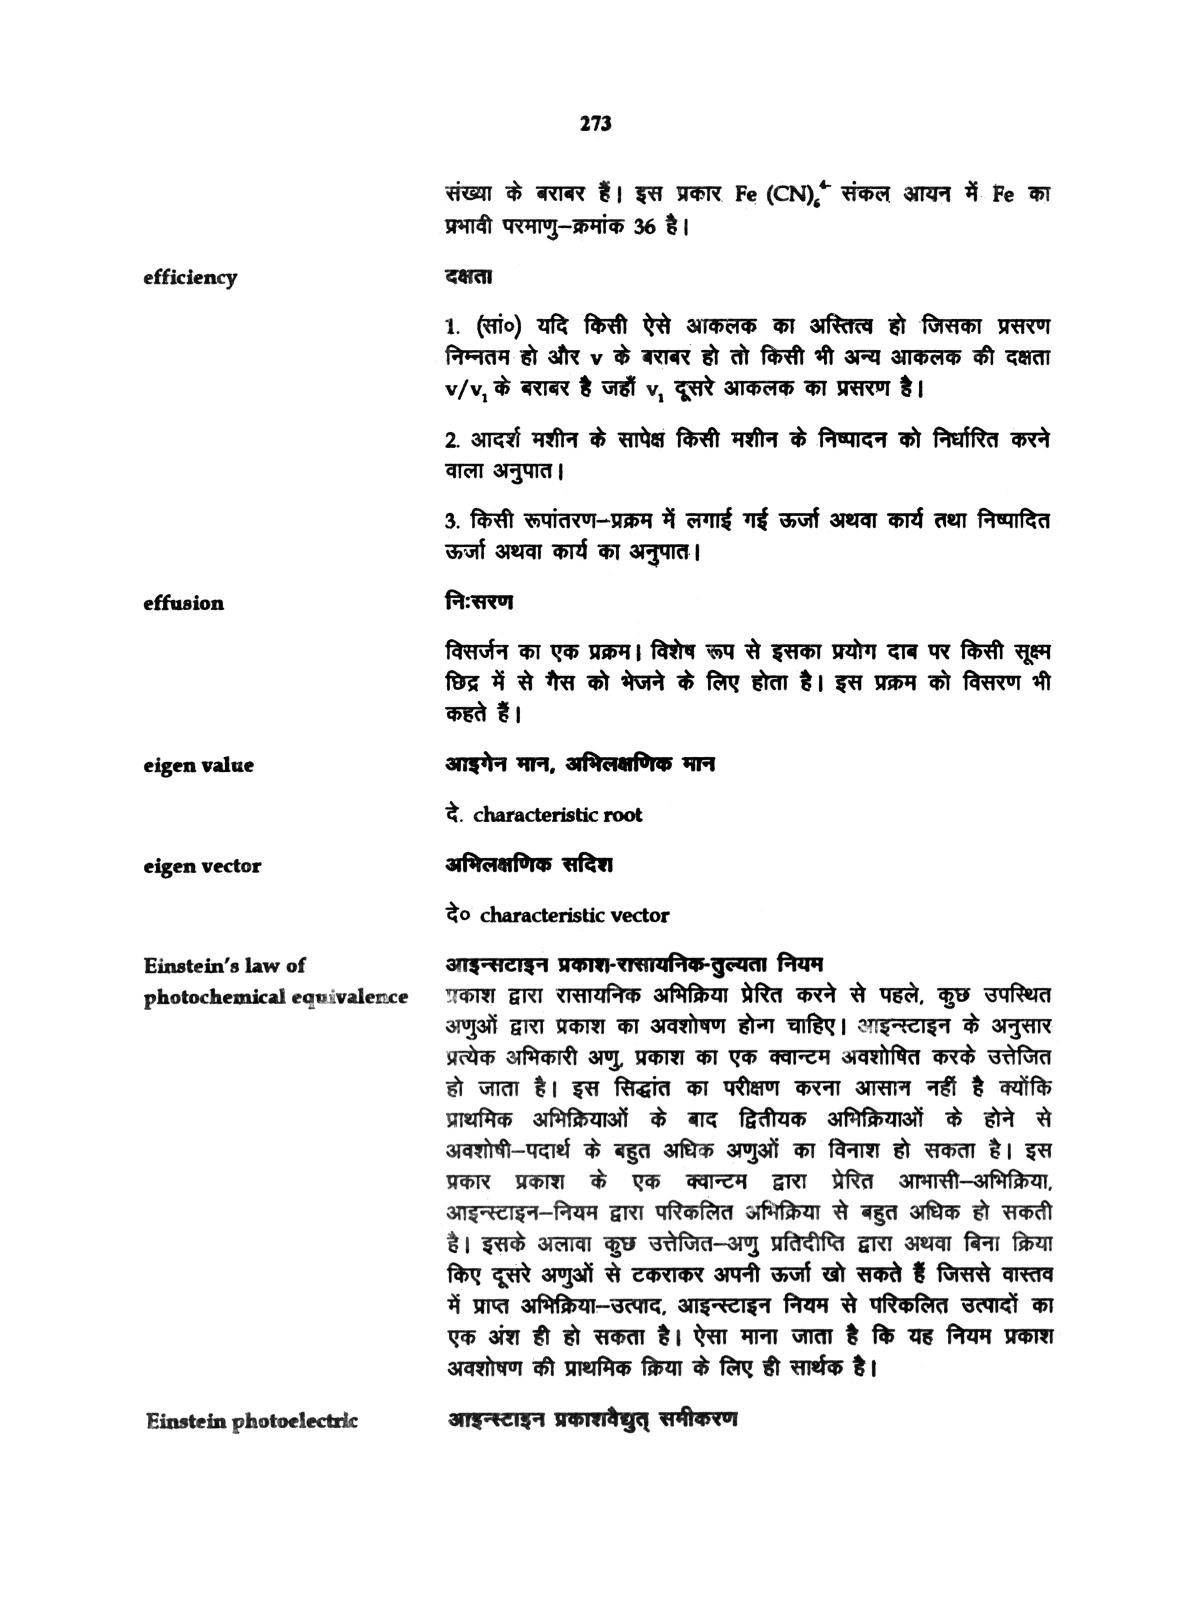 273
संख्या के बराबर हैं। इस प्रकार Fe (CN)₆⁴⁻ संकल आयन में Fe का
प्रभावी परमाणु–क्रमांक 36 है।
efficiency दक्षता
1. (सां०) यदि किसी ऐसे आकलक का अस्तित्व हो जिसका प्रसरण
निम्नतम हो और v के बराबर हो तो किसी भी अन्य आकलक की दक्षता
v/v₁ के बराबर है जहाँ v₁ दूसरे आकलक का प्रसरण है।
2. आदर्श मशीन के सापेक्ष किसी मशीन के निष्पादन को निर्धारित करने
वाला अनुपात।
3. किसी रूपांतरण–प्रक्रम में लगाई गई ऊर्जा अथवा कार्य तथा निष्पादित
ऊर्जा अथवा कार्य का अनुपात।
effusion निःसरण
विसर्जन का एक प्रक्रम। विशेष रूप से इसका प्रयोग दाब पर किसी सूक्ष्म
छिद्र में से गैस को भेजने के लिए होता है। इस प्रक्रम को विसरण भी
कहते हैं।
eigen value आइगेन मान, अभिलक्षणिक मान
दे. characteristic root
eigen vector अभिलक्षणिक सदिश
दे० characteristic vector
Einstein's law of आइन्सटाइन प्रकाश-रासायनिक-तुल्यता नियम
photochemical equivalence प्रकाश द्वारा रासायनिक अभिक्रिया प्रेरित करने से पहले, कुछ उपस्थित
अणुओं द्वारा प्रकाश का अवशोषण होना चाहिए। आइन्स्टाइन के अनुसार
प्रत्येक अभिकारी अणु, प्रकाश का एक क्वान्टम अवशोषित करके उत्तेजित
हो जाता है। इस सिद्धांत का परीक्षण करना आसान नहीं है क्योंकि
प्राथमिक अभिक्रियाओं के बाद द्वितीयक अभिक्रियाओं के होने से
अवशोषी–पदार्थ के बहुत अधिक अणुओं का विनाश हो सकता है। इस
प्रकार प्रकाश के एक क्वान्टम द्वारा प्रेरित आभासी–अभिक्रिया,
आइन्स्टाइन–नियम द्वारा परिकलित अभिक्रिया से बहुत अधिक हो सकती
है। इसके अलावा कुछ उत्तेजित–अणु प्रतिदीप्ति द्वारा अथवा बिना क्रिया
किए दूसरे अणुओं से टकराकर अपनी ऊर्जा खो सकते हैं जिससे वास्तव
में प्राप्त अभिक्रिया–उत्पाद, आइन्स्टाइन नियम से परिकलित उत्पादों का
एक अंश ही हो सकता है। ऐसा माना जाता है कि यह नियम प्रकाश
अवशोषण की प्राथमिक क्रिया के लिए ही सार्थक है।
Einstein photoelectric आइन्स्टाइन प्रकाशवैद्युत् समीकरण